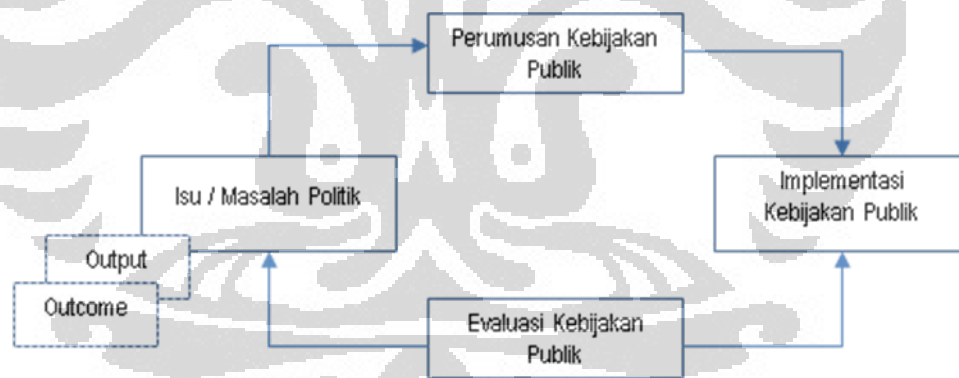 Perumusan Kebijakan
Publik
Isu / Masalah Politik
Implementasi
Kebijakan Publik
Output
Outcome
Evaluasi Kebijakan
Publik